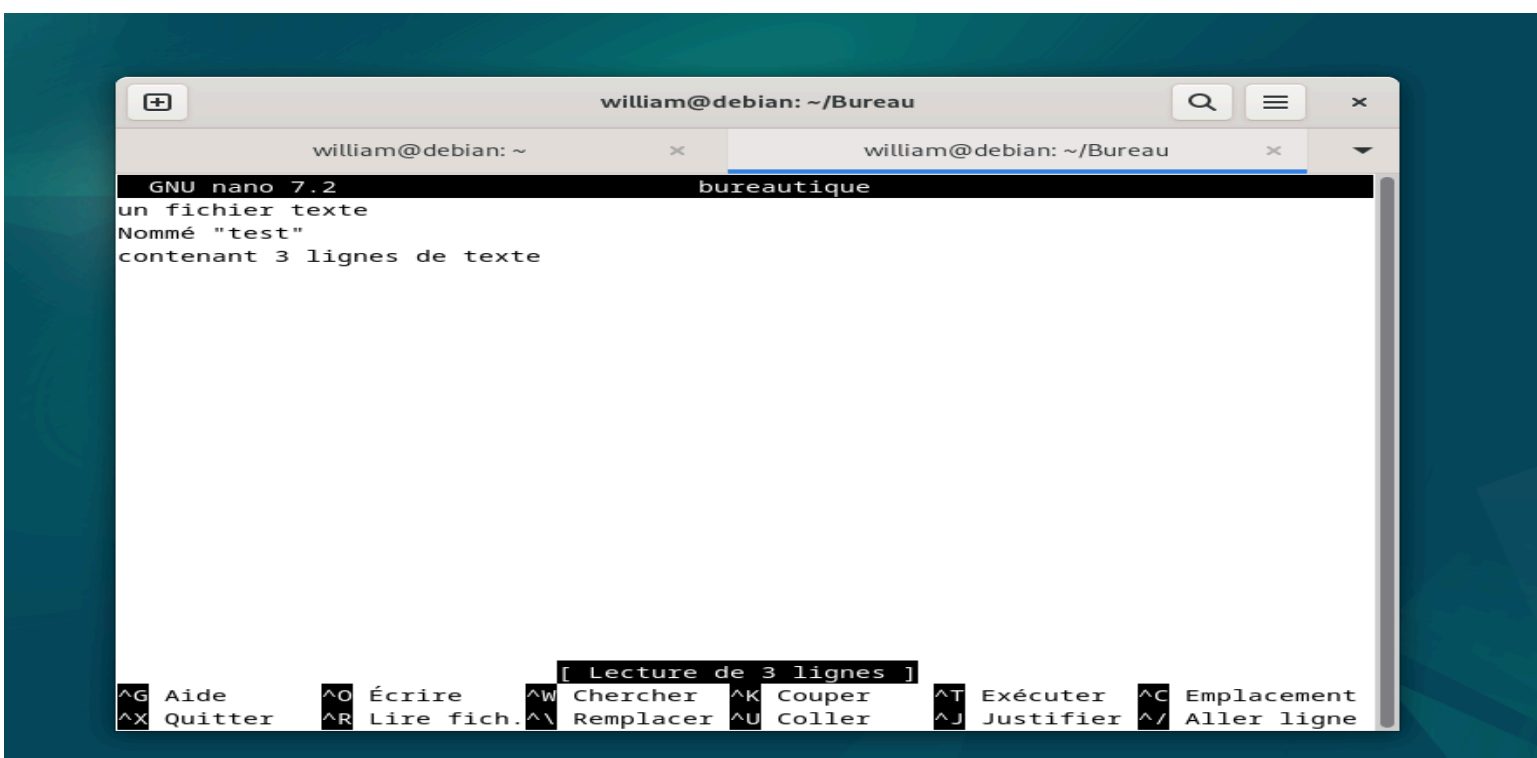 william@debian: ~/Bureau
william@debian: ~ × william@debian: ~/Bureau ×
GNU nano 7.2 bureautique
un fichier texte
Nommé "test"
contenant 3 lignes de texte
[ Lecture de 3 lignes ]
^G Aide ^O Écrire ^W Chercher ^K Couper ^T Exécuter ^C Emplacement
^X Quitter ^R Lire fich. ^\ Remplacer ^U Coller ^J Justifier ^/ Aller ligne